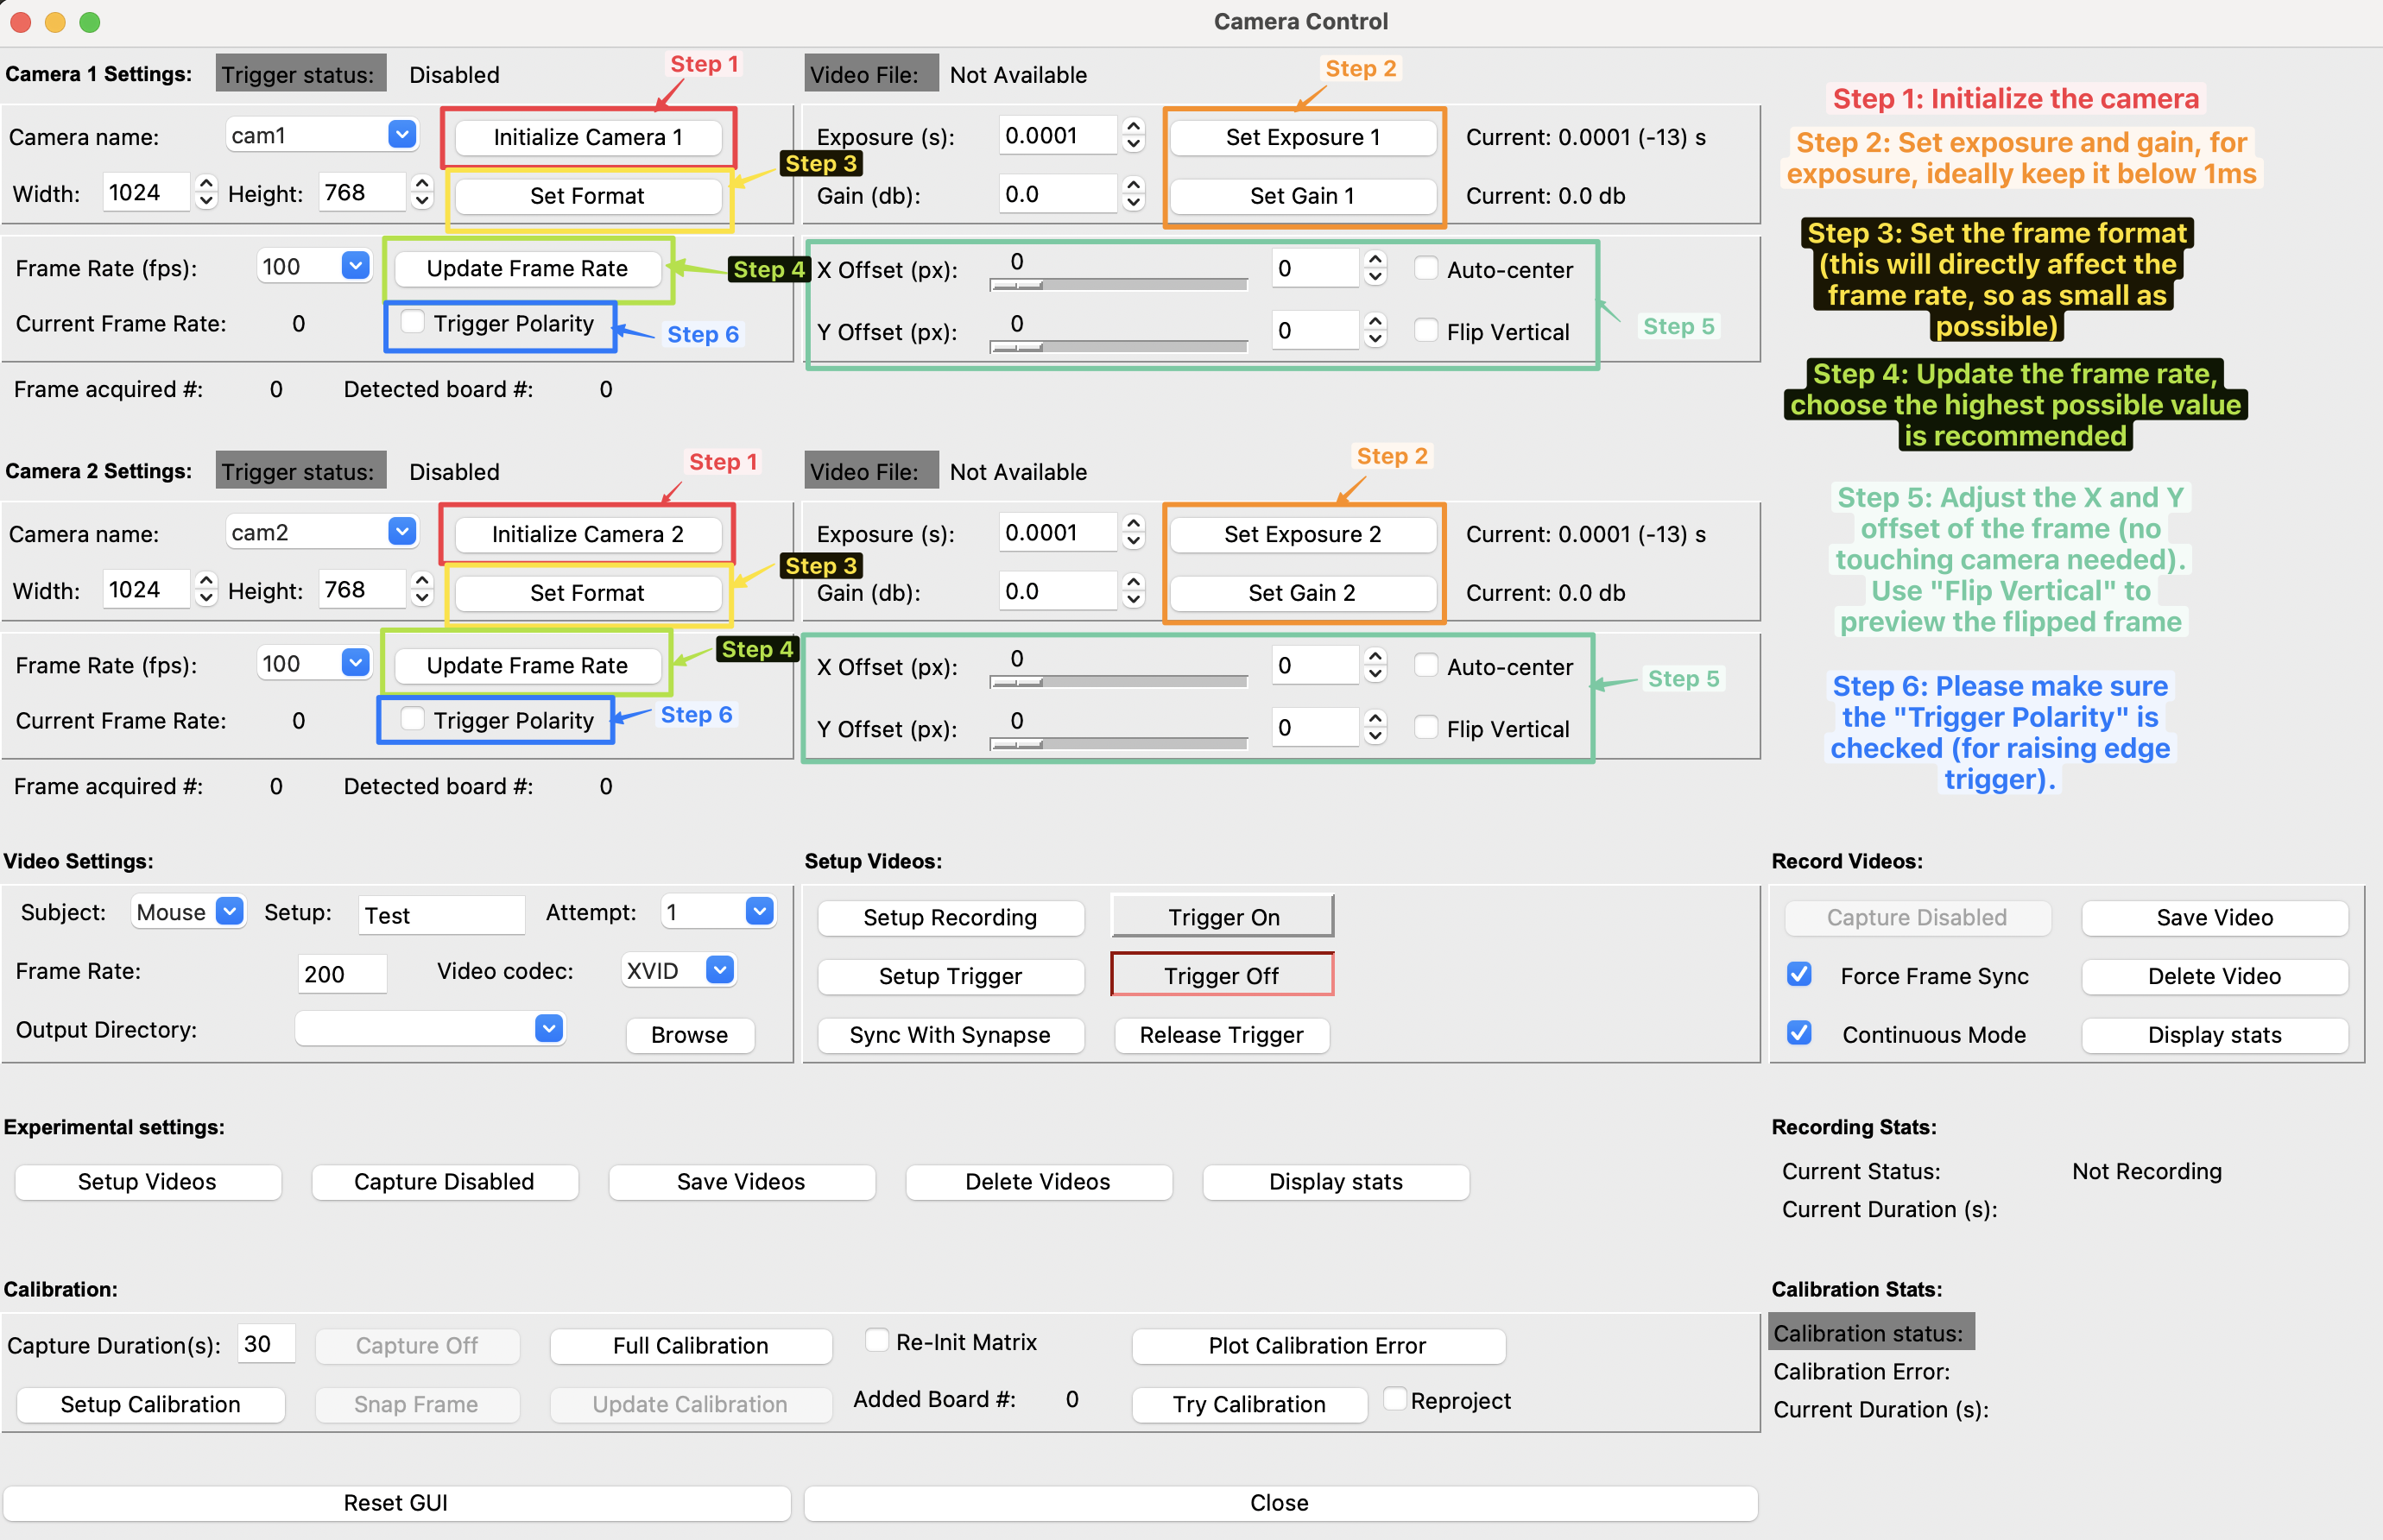 Camera Control
Camera 1 Settings: Trigger status: Disabled Step 1 Video File: Not Available Step 2
Camera name: cam1 Initialize Camera 1 Exposure (s): 0.0001 Set Exposure 1 Current: 0.0001 (-13) s
Step 3
Width: 1024 Height: 768 Set Format Gain (db): 0.0 Set Gain 1 Current: 0.0 db
Frame Rate (fps): 100 Update Frame Rate Step 4 X Offset (px): 0 0 Auto-center
Current Frame Rate: 0 Trigger Polarity Step 6 Y Offset (px): 0 0 Flip Vertical Step 5
Frame acquired #: 0 Detected board #: 0
Step 1: Initialize the camera
Step 2: Set exposure and gain, for
exposure, ideally keep it below 1ms
Step 3: Set the frame format
(this will directly affect the
frame rate, so as small as
possible)
Step 4: Update the frame rate,
choose the highest possible value
is recommended
Step 5: Adjust the X and Y
offset of the frame (no
touching camera needed).
Use "Flip Vertical" to
preview the flipped frame
Step 6: Please make sure
the "Trigger Polarity" is
checked (for raising edge
trigger).
Camera 2 Settings: Trigger status: Disabled Step 1 Video File: Not Available Step 2
Camera name: cam2 Initialize Camera 2 Exposure (s): 0.0001 Set Exposure 2 Current: 0.0001 (-13) s
Step 3
Width: 1024 Height: 768 Set Format Gain (db): 0.0 Set Gain 2 Current: 0.0 db
Frame Rate (fps): 100 Update Frame Rate Step 4 X Offset (px): 0 0 Auto-center Step 5
Current Frame Rate: 0 Trigger Polarity Step 6 Y Offset (px): 0 0 Flip Vertical
Frame acquired #: 0 Detected board #: 0
Video Settings: Setup Videos: Record Videos:
Subject: Mouse Setup: Test Attempt: 1 Setup Recording Trigger On Capture Disabled Save Video
Frame Rate: 200 Video codec: XVID Setup Trigger Trigger Off Force Frame Sync Delete Video
Output Directory: Browse Sync With Synapse Release Trigger Continuous Mode Display stats
Experimental settings: Recording Stats:
Setup Videos Capture Disabled Save Videos Delete Videos Display stats Current Status: Not Recording
Current Duration (s):
Calibration: Calibration Stats:
Capture Duration(s): 30 Capture Off Full Calibration Re-Init Matrix Plot Calibration Error Calibration status:
Calibration Error:
Setup Calibration Snap Frame Update Calibration Added Board #: 0 Try Calibration Reproject Current Duration (s):
Reset GUI Close